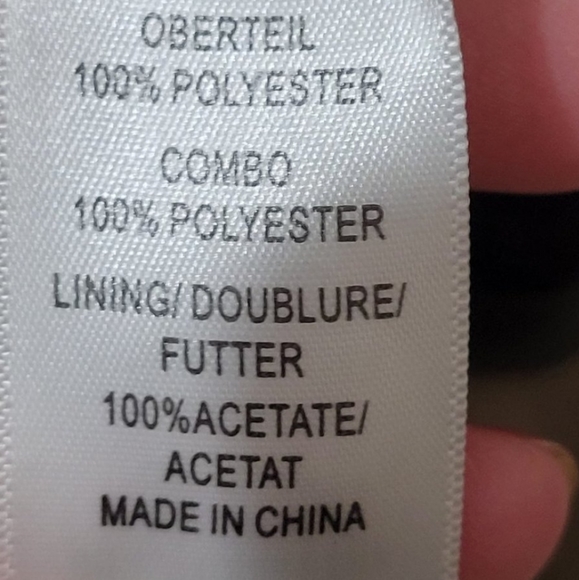 OBERTEIL
100% POLYESTER
COMBO
100% POLYESTER
LINING/ DOUBLURE/
FUTTER
100%ACETATE/
ACETAT
MADE IN CHINA